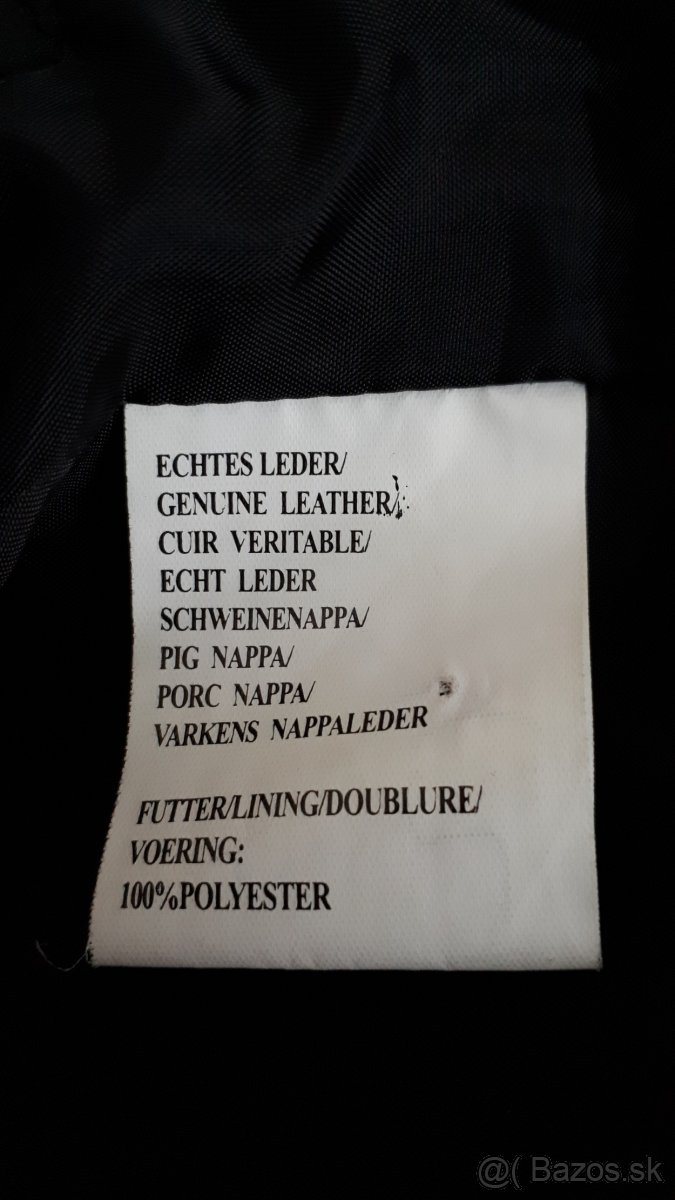 ECHTES LEDER/
GENUINE LEATHER/
CUIR VERITABLE/
ECHT LEDER
SCHWEINENAPPA/
PIG NAPPA/
PORC NAPPA/
VARKENS NAPPALEDER
FUTTER/LINING/DOUBLURE/
VOERING:
100%POLYESTER
@( Bazos.sk